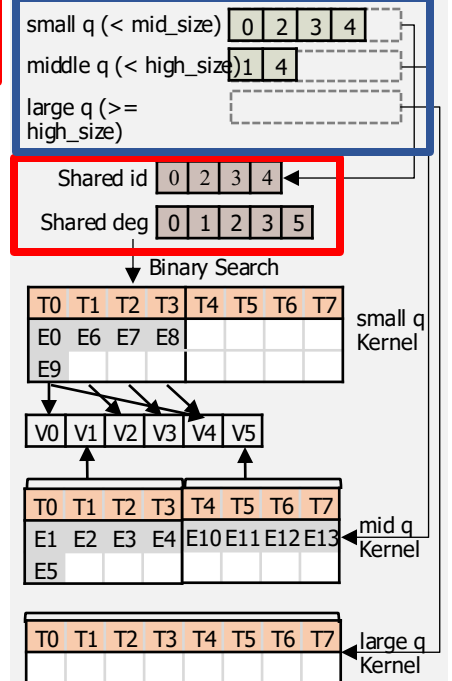 small q (< mid_size) 0 2 3 4
middle q (< high_size) 1 4
large q (>=
high_size)
Shared id 0 2 3 4
Shared deg 0 1 2 3 5
Binary Search
T0 T1 T2 T3 T4 T5 T6 T7
E0 E6 E7 E8
E9
small q
Kernel
V0 V1 V2 V3 V4 V5
T0 T1 T2 T3 T4 T5 T6 T7
E1 E2 E3 E4 E10 E11 E12 E13
E5
mid q
Kernel
T0 T1 T2 T3 T4 T5 T6 T7
large q
Kernel